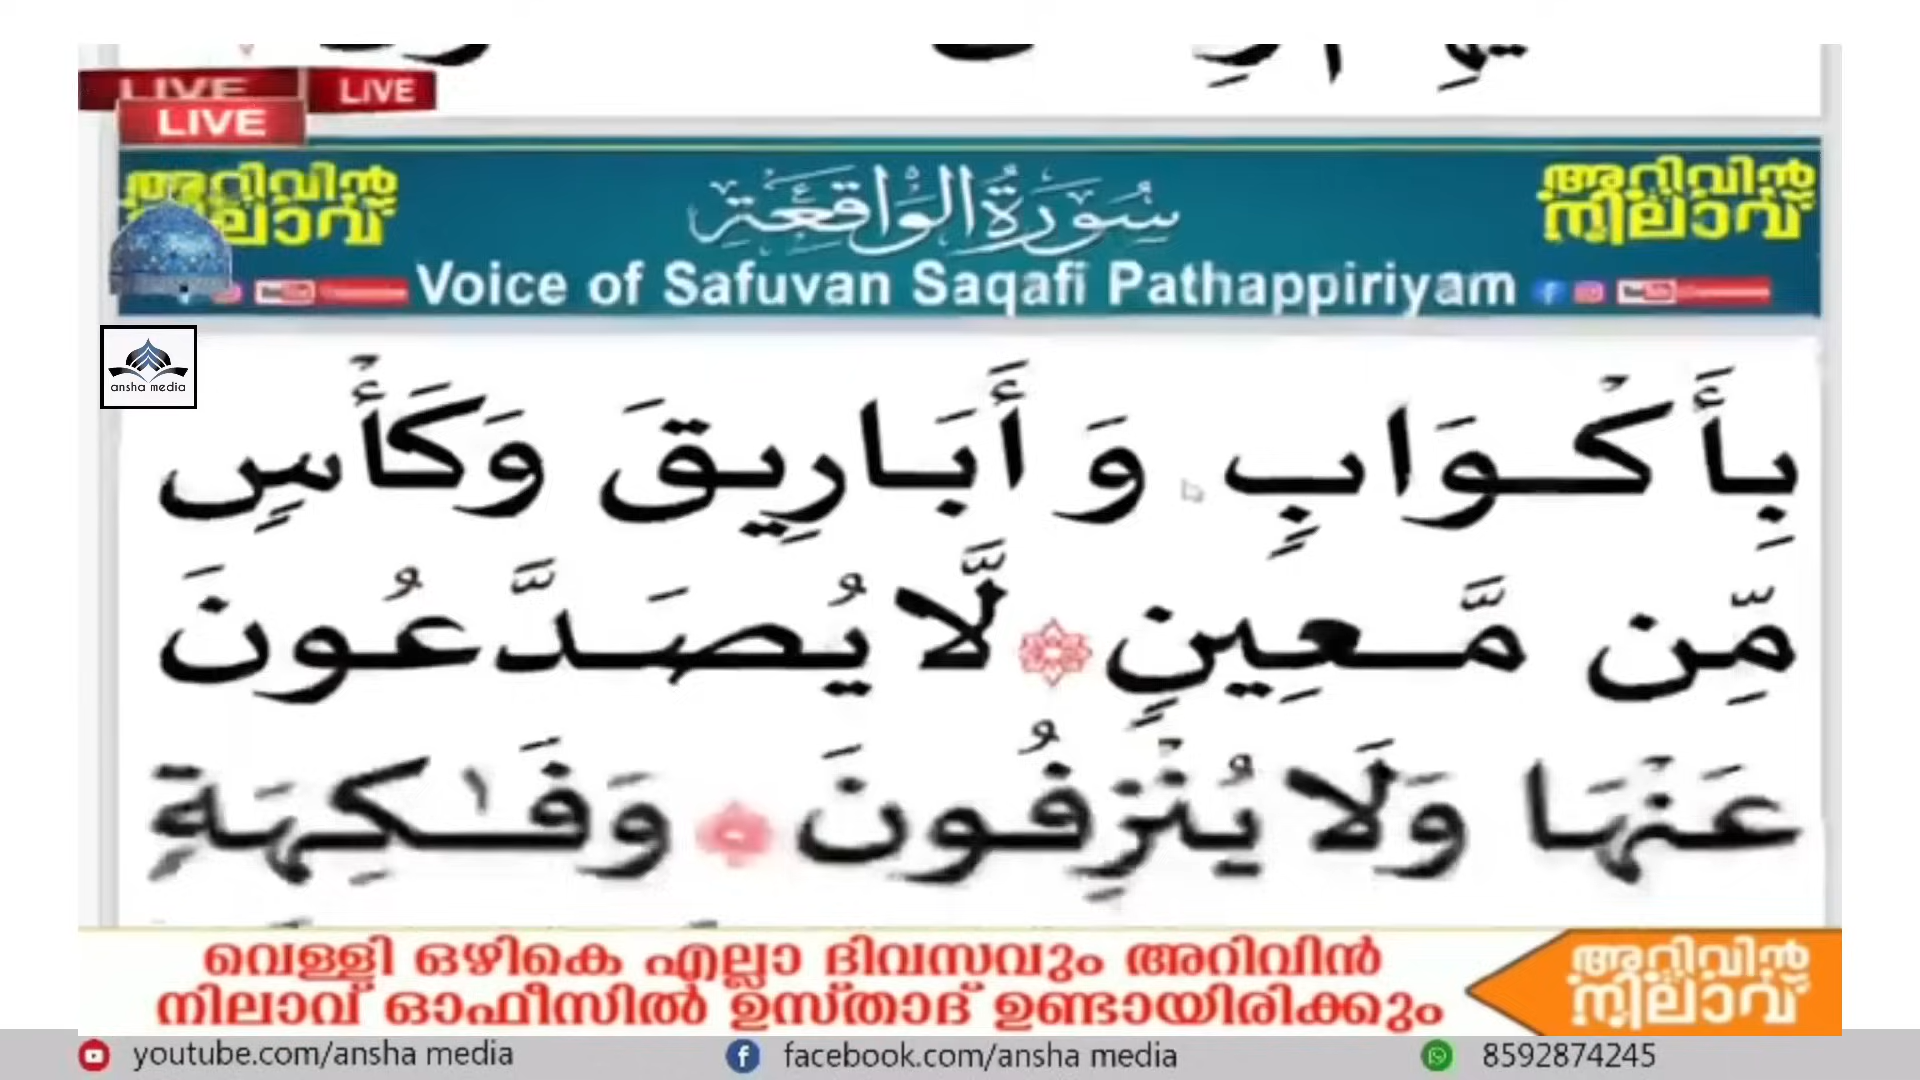 LIVE
LIVE
LIVE
അറിവിൻ
നിലാവ്
سُورَةُ الْوَاقِعَةِ
അറിവിൻ
നിലാവ്
Voice of Safuvan Saqafi Pathappiriyam
ansha media
بِأَكْوَابٍ وَأَبَارِيقَ وَكَأْسٍ
مِّن مَّعِينٍ لَّا يُصَدَّعُونَ
عَنْهَا وَلَا يُنْزِفُونَ وَفَٰكِهَةٍ
വെള്ളി ഒഴികെ എല്ലാ ദിവസവും അറിവിൻ
നിലാവ് ഓഫീസിൽ ഉസ്താദ് ഉണ്ടായിരിക്കും
അറിവിൻ
നിലാവ്
youtube.com/ansha media
facebook.com/ansha media
8592874245